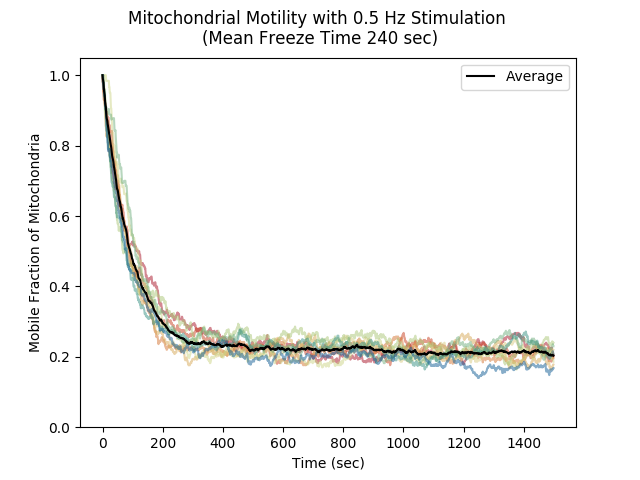 Mitochondrial Motility with 0.5 Hz Stimulation
(Mean Freeze Time 240 sec)
Average
Mobile Fraction of Mitochondria
1.0
0.8
0.6
0.4
0.2
0.0
0 200 400 600 800 1000 1200 1400
Time (sec)